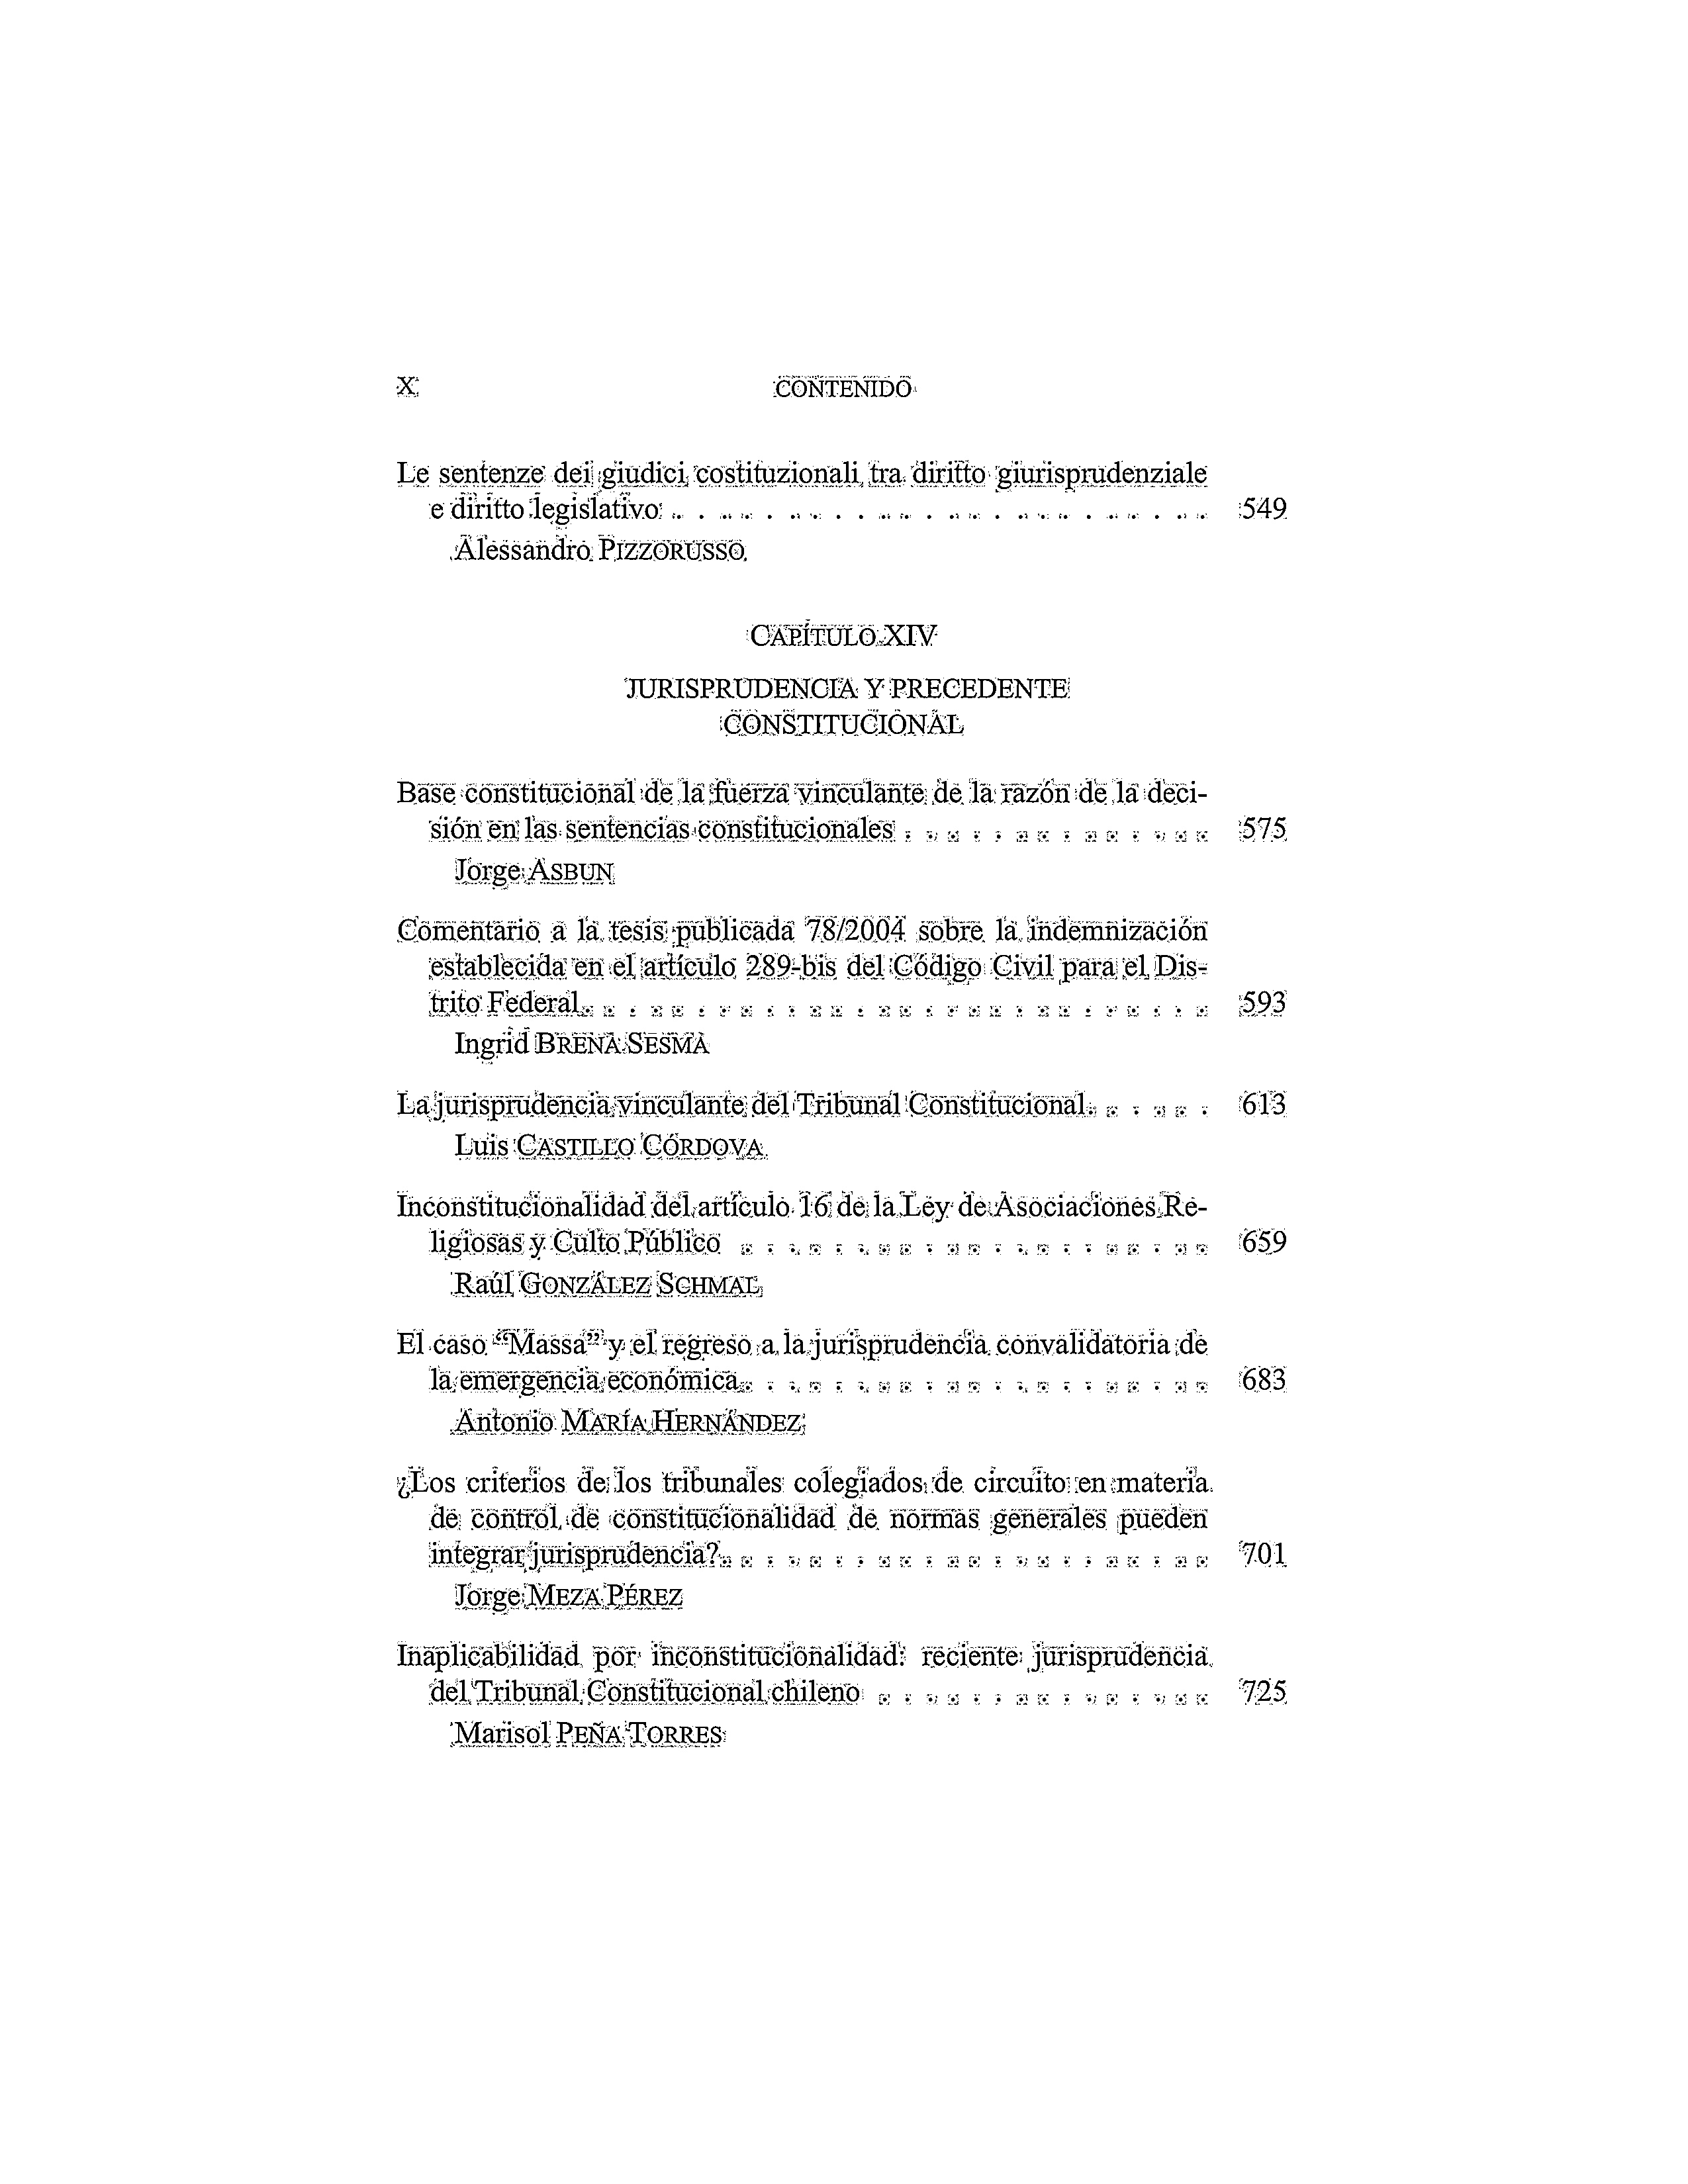 X CONTENIDO
Le sentenze dei giudici costituzionali tra diritto giurisprudenziale
e diritto legislativo . . . . . . . . . . . . . . . . . . . . . . . . 549
Alessandro PIZZORUSSO
CAPÍTULO XIV
JURISPRUDENCIA Y PRECEDENTE
CONSTITUCIONAL
Base constitucional de la fuerza vinculante de la razón de la deci-
sión en las sentencias constitucionales . . . . . . . . . . . . . . 575
Jorge ASBUN
Comentario a la tesis publicada 78/2004 sobre la indemnización
establecida en el artículo 289-bis del Código Civil para el Dis-
trito Federal. . . . . . . . . . . . . . . . . . . . . . . . . . . . 593
Ingrid BRENA SESMA
La jurisprudencia vinculante del Tribunal Constitucional. . . . . . 613
Luis CASTILLO CÓRDOVA
Inconstitucionalidad del artículo 16 de la Ley de Asociaciones Re-
ligiosas y Culto Público . . . . . . . . . . . . . . . . . . . . . 659
Raúl GONZÁLEZ SCHMAL
El caso “Massa” y el regreso a la jurisprudencia convalidatoria de
la emergencia económica. . . . . . . . . . . . . . . . . . . . . . 683
Antonio MARÍA HERNÁNDEZ
¿Los criterios de los tribunales colegiados de circuito en materia
de control de constitucionalidad de normas generales pueden
integrar jurisprudencia?. . . . . . . . . . . . . . . . . . . . . . 701
Jorge MEZA PÉREZ
Inaplicabilidad por inconstitucionalidad: reciente jurisprudencia
del Tribunal Constitucional chileno . . . . . . . . . . . . . . . 725
Marisol PEÑA TORRES